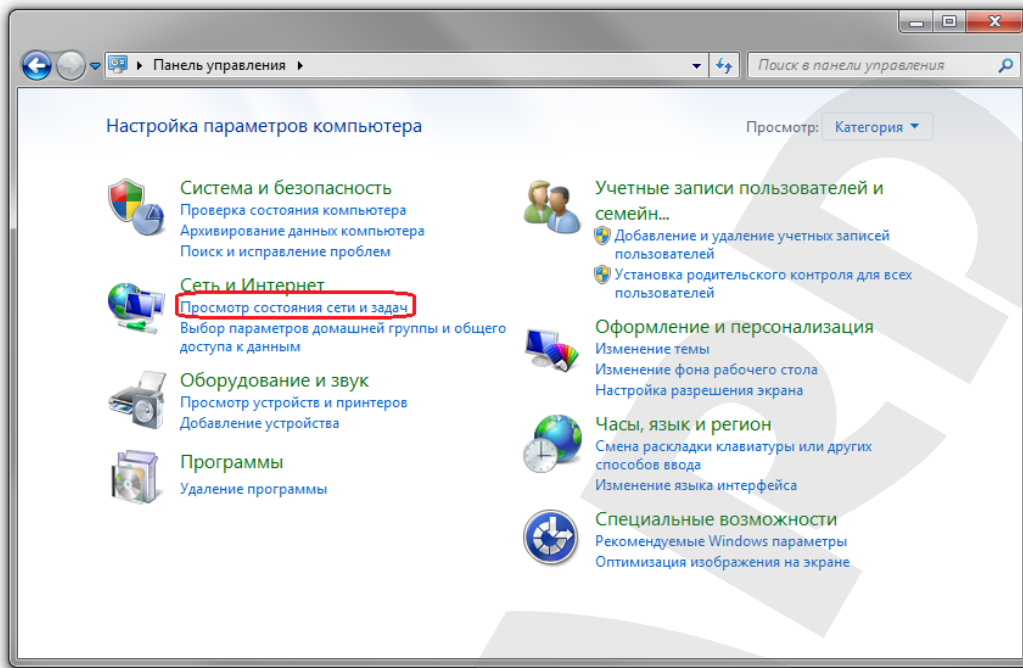 Панель управления
Поиск в панели управления
Настройка параметров компьютера
Просмотр: Категория
Система и безопасность
Проверка состояния компьютера
Архивирование данных компьютера
Поиск и исправление проблем
Сеть и Интернет
Просмотр состояния сети и задач
Выбор параметров домашней группы и общего
доступа к данным
Оборудование и звук
Просмотр устройств и принтеров
Добавление устройства
Программы
Удаление программы
Учетные записи пользователей и
семейн...
Добавление и удаление учетных записей
пользователей
Установка родительского контроля для всех
пользователей
Оформление и персонализация
Изменение темы
Изменение фона рабочего стола
Настройка разрешения экрана
Часы, язык и регион
Смена раскладки клавиатуры или других
способов ввода
Изменение языка интерфейса
Специальные возможности
Рекомендуемые Windows параметры
Оптимизация изображения на экране